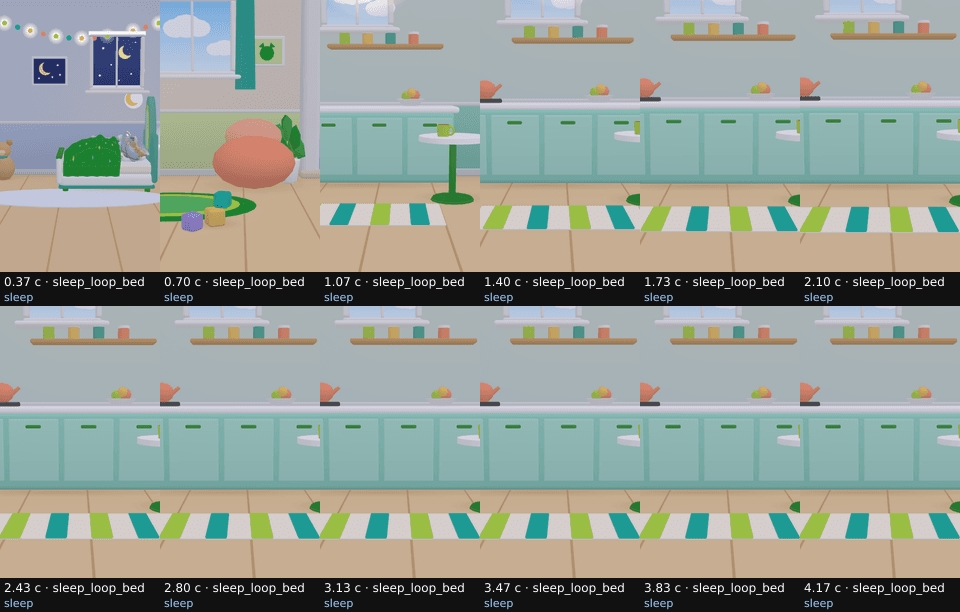 0.37 c · sleep_loop_bed
sleep
0.70 c · sleep_loop_bed
sleep
1.07 c · sleep_loop_bed
sleep
1.40 c · sleep_loop_bed
sleep
1.73 c · sleep_loop_bed
sleep
2.10 c · sleep_loop_bed
sleep
2.43 c · sleep_loop_bed
sleep
2.80 c · sleep_loop_bed
sleep
3.13 c · sleep_loop_bed
sleep
3.47 c · sleep_loop_bed
sleep
3.83 c · sleep_loop_bed
sleep
4.17 c · sleep_loop_bed
sleep